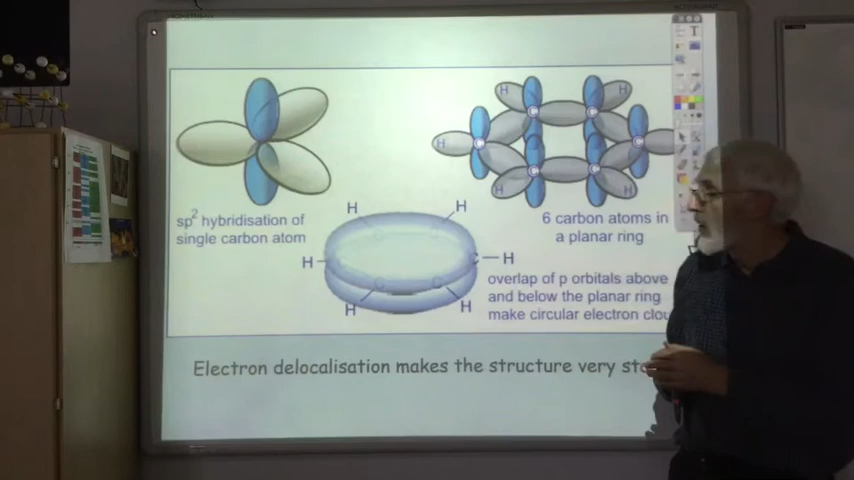 H
H
H
H
H
C
C
C
C
C
C
sp2 hybridisation of
single carbon atom
6 carbon atoms in
a planar ring
H
H
H
H
H
C
C
C
overlap of p orbitals above
and below the planar ring
make circular electron
Electron delocalisation makes the structure very
T